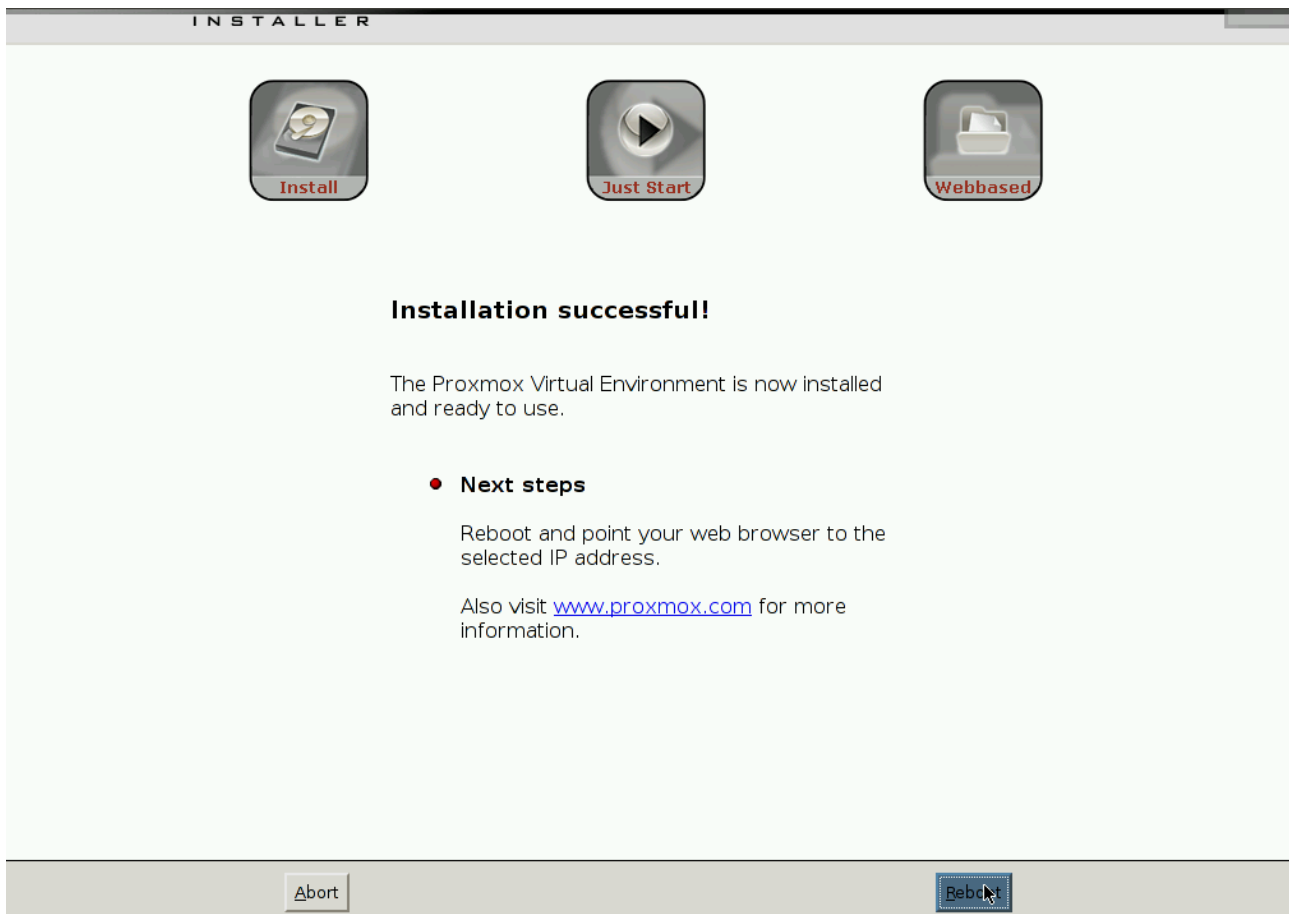 INSTALLER
Install
Just Start
Webbased
Installation successful!
The Proxmox Virtual Environment is now installed
and ready to use.
Next steps
Reboot and point your web browser to the
selected IP address.
Also visit www.proxmox.com for more
information.
Abort
Reboot